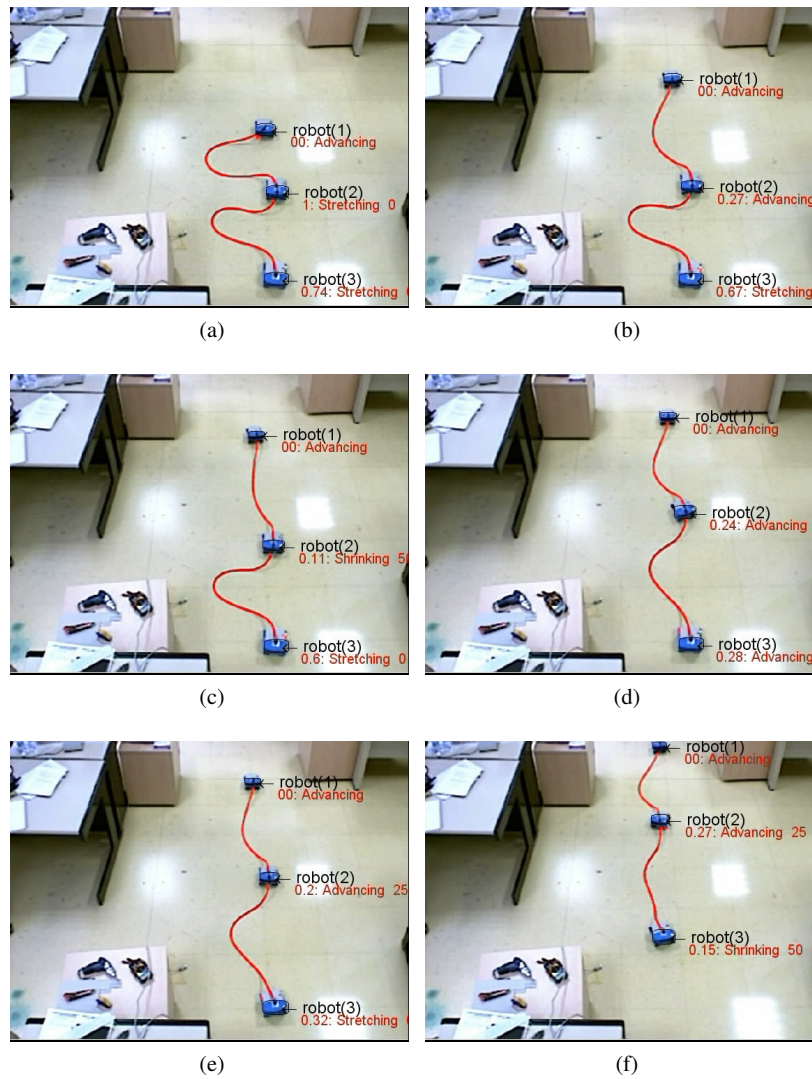 robot(1)
00: Advancing
robot(2)
1: Stretching 0
robot(3)
0.74: Stretching
(a)
robot(1)
00: Advancing
robot(2)
0.27: Advancing
robot(3)
0.67: Stretching
(b)
robot(1)
00: Advancing
robot(2)
0.11: Shrinking
robot(3)
0.6: Stretching 0
(c)
robot(1)
00: Advancing
robot(2)
0.24: Advancing
robot(3)
0.28: Advancing
(d)
robot(1)
00: Advancing
robot(2)
0.2: Advancing 25
robot(3)
0.32: Stretching
(e)
robot(1)
00: Advancing
robot(2)
0.27: Advancing 25
robot(3)
0.15: Shrinking 50
(f)